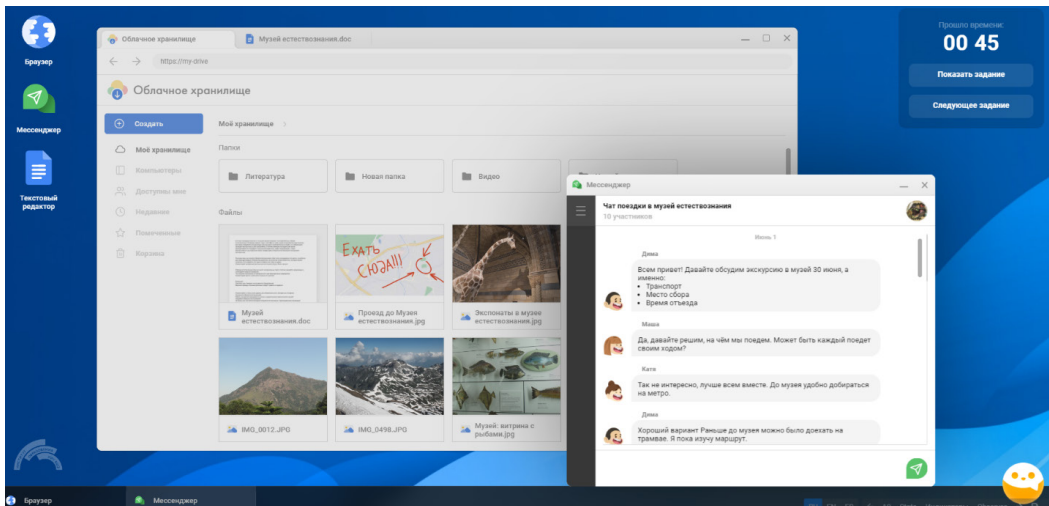 Браузер
Мессенджер
Текстовый
редактор
Облачное хранилище
Музей естествознания.doc
https://my-drive
Облачное хранилище
Создать
Моё хранилище
Компьютеры
Доступно мне
Недавние
Помеченные
Корзина
Моё хранилище
Папки
Литература
Новая папка
Видео
Файлы
ЕХАТЬ
СЮДА!!!
Музей
естествознания.doc
Проезд до Музея
естествознания.jpg
Экспонаты в музее
естествознания.jpg
IMG_0012.JPG
IMG_0498.JPG
Музей: витрина с
рыбами.jpg
Прошло времени:
00 45
Показать задание
Следующее задание
Мессенджер
Чат поездки в музей естествознания
10 участников
Июнь 1
Дима
Всем привет! Давайте обсудим экскурсию в музей 30 июня, а
именно:
• Транспорт
• Место сбора
• Время отъезда
Маша
Да, давайте решим, на чём мы поедем. Может быть каждый поедет
своим ходом?
Катя
Так не интересно, лучше всем вместе. До музея удобно добираться
на метро.
Дима
Хороший вариант Раньше до музея можно было доехать на
трамвае. Я пока изучу маршрут.
Браузер
Мессенджер